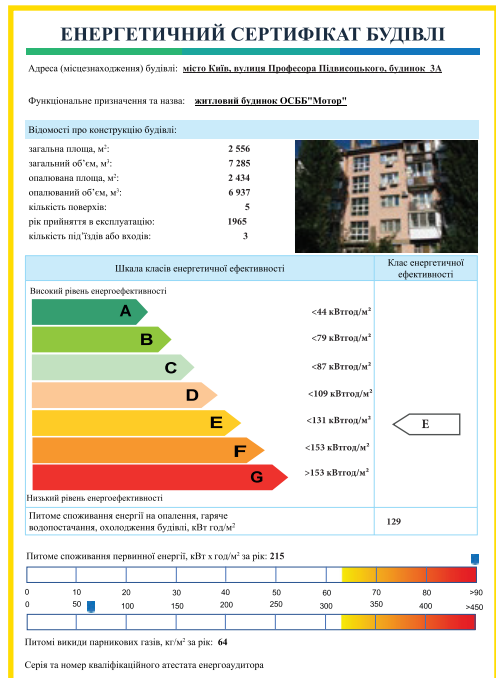 ЕНЕРГЕТИЧНИЙ СЕРТИФІКАТ БУДІВЛІ
Адреса (місцезнаходження) будівлі: місто Київ, вулиця Професора Підвисоцького, будинок 3А
Функціональне призначення та назва: житловий будинок ОСББ"Мотор"
Відомості про конструкцію будівлі:
загальна площа, м²: 2 556
загальний об’єм, м³: 7 285
опалювана площа, м²: 2 434
опалюваний об’єм, м³: 6 937
кількість поверхів: 5
рік прийняття в експлуатацію: 1965
кількість під’їздів або входів: 3
Шкала класів енергетичної ефективності
Клас енергетичної ефективності
Високий рівень енергоефективності
A <44 кВтгод/м²
B <79 кВтгод/м²
C <87 кВтгод/м²
D <109 кВтгод/м²
E <131 кВтгод/м²
E
F <153 кВтгод/м²
G >153 кВтгод/м²
Низький рівень енергоефективності
Питоме споживання енергії на опалення, гаряче
водопостачання, охолодження будівлі, кВт год/м²
129
Питоме споживання первинної енергії, кВт х год/м² за рік: 215
0 10 20 30 40 50 60 70 80 >90
0 50 100 150 200 250 300 350 400 >450
Питомі викиди парникових газів, кг/м² за рік: 64
Серія та номер кваліфікаційного атестата енергоаудитора